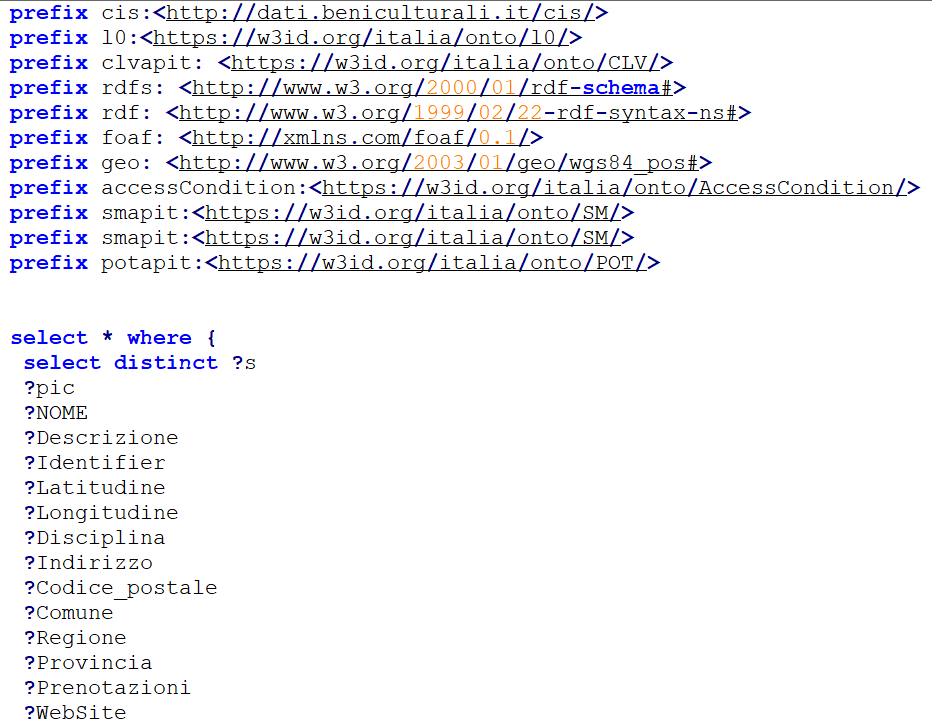 prefix cis:<http://dati.beniculturali.it/cis/>
prefix l0:<https://w3id.org/italia/onto/l0/>
prefix clvapit: <https://w3id.org/italia/onto/CLV/>
prefix rdfs: <http://www.w3.org/2000/01/rdf-schema#>
prefix rdf: <http://www.w3.org/1999/02/22-rdf-syntax-ns#>
prefix foaf: <http://xmlns.com/foaf/0.1/>
prefix geo: <http://www.w3.org/2003/01/geo/wgs84_pos#>
prefix accessCondition:<https://w3id.org/italia/onto/AccessCondition/>
prefix smapit:<https://w3id.org/italia/onto/SM/>
prefix smapit:<https://w3id.org/italia/onto/SM/>
prefix potapit:<https://w3id.org/italia/onto/POT/>
select * where {
select distinct ?s
?pic
?NOME
?Descrizione
?Identifier
?Latitudine
?Longitudine
?Disciplina
?Indirizzo
?Codice_postale
?Comune
?Regione
?Provincia
?Prenotazioni
?WebSite